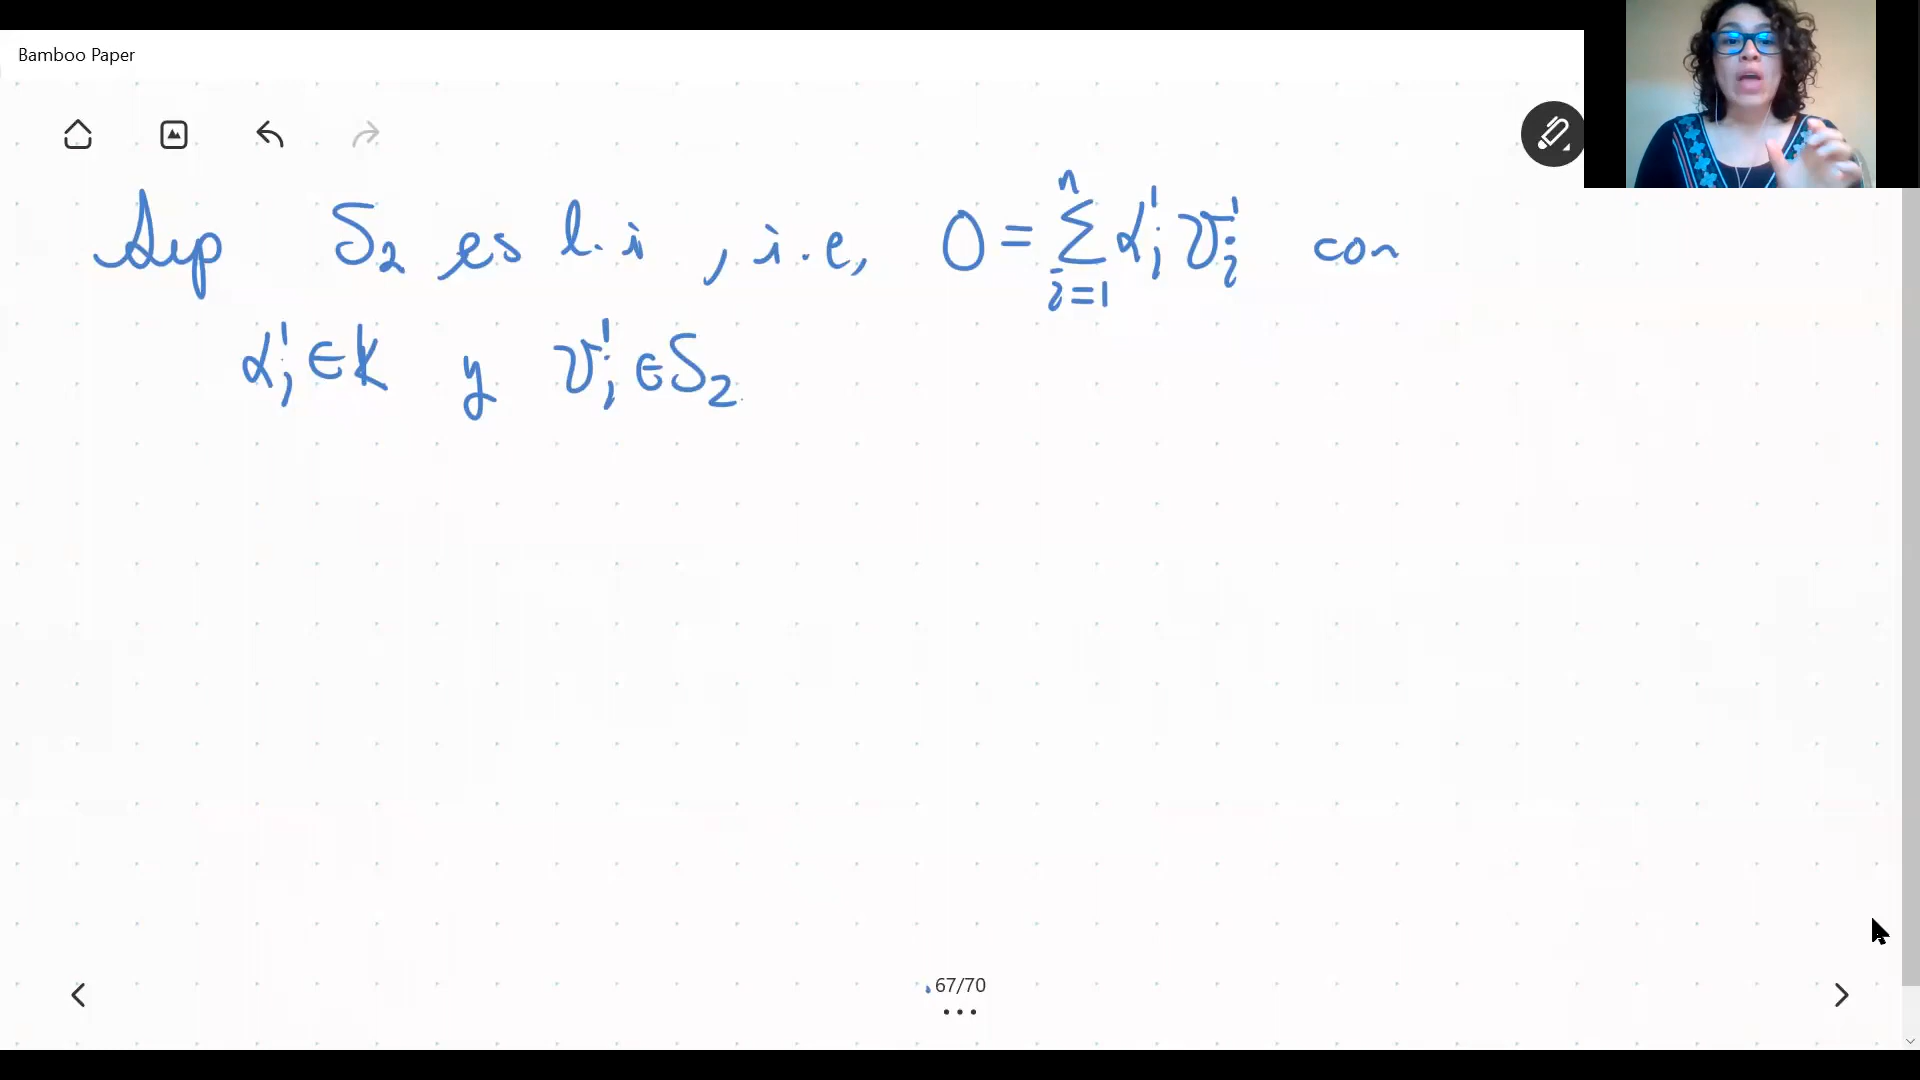 Bamboo Paper
Sup S₂ es l.i , i.e, 0 = ∑ᵢ₌₁ⁿ αᵢ' vᵢ' con
αᵢ' ∈ K y vᵢ' ∈ S₂
67/70